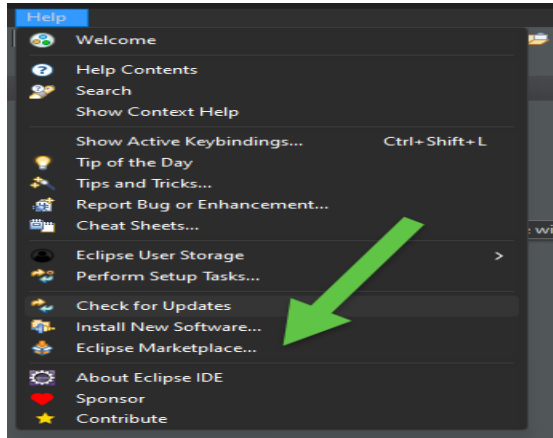 Help
Welcome
Help Contents
Search
Show Context Help
Show Active Keybindings... Ctrl+Shift+L
Tip of the Day
Tips and Tricks...
Report Bug or Enhancement...
Cheat Sheets...
wi
Eclipse User Storage >
Perform Setup Tasks...
Check for Updates
Install New Software...
Eclipse Marketplace...
About Eclipse IDE
Sponsor
Contribute